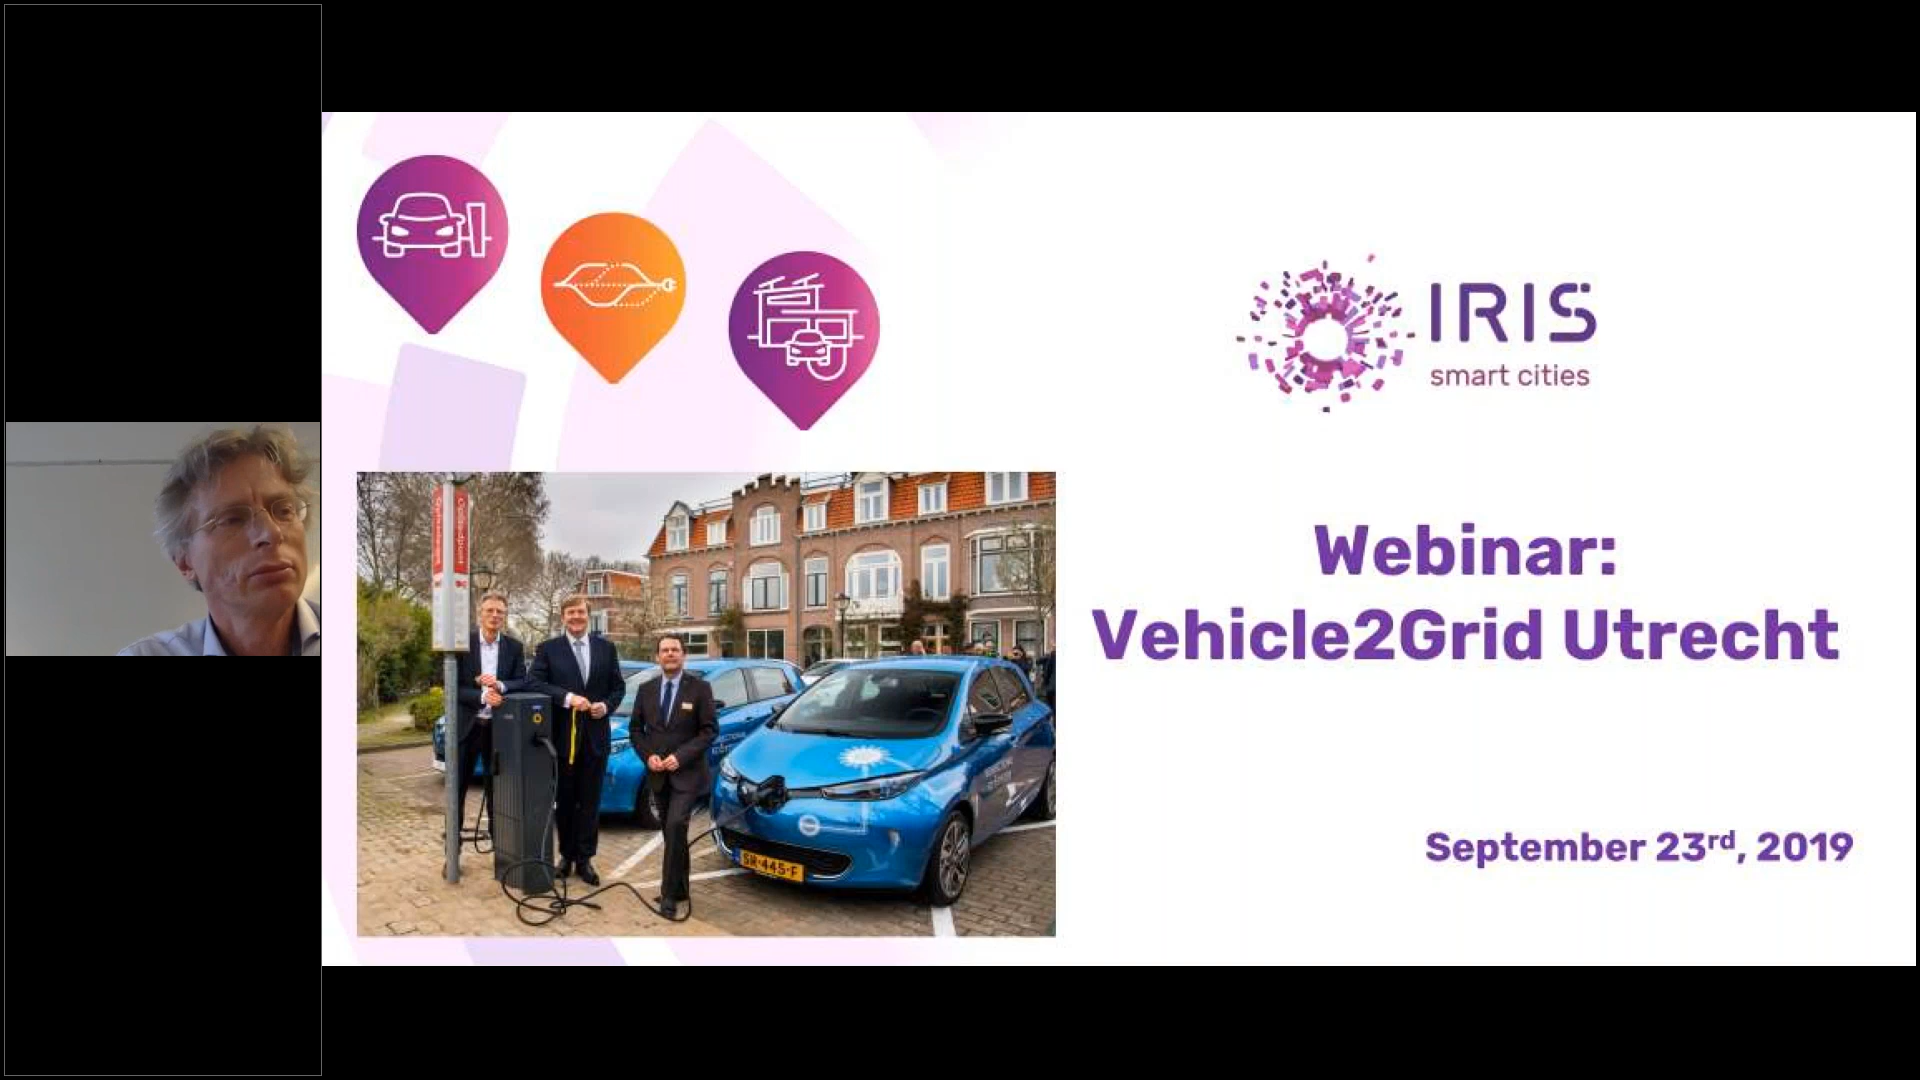 IRIS
smart cities
Webinar:
Vehicle2Grid Utrecht
September 23rd, 2019
SR-445-F